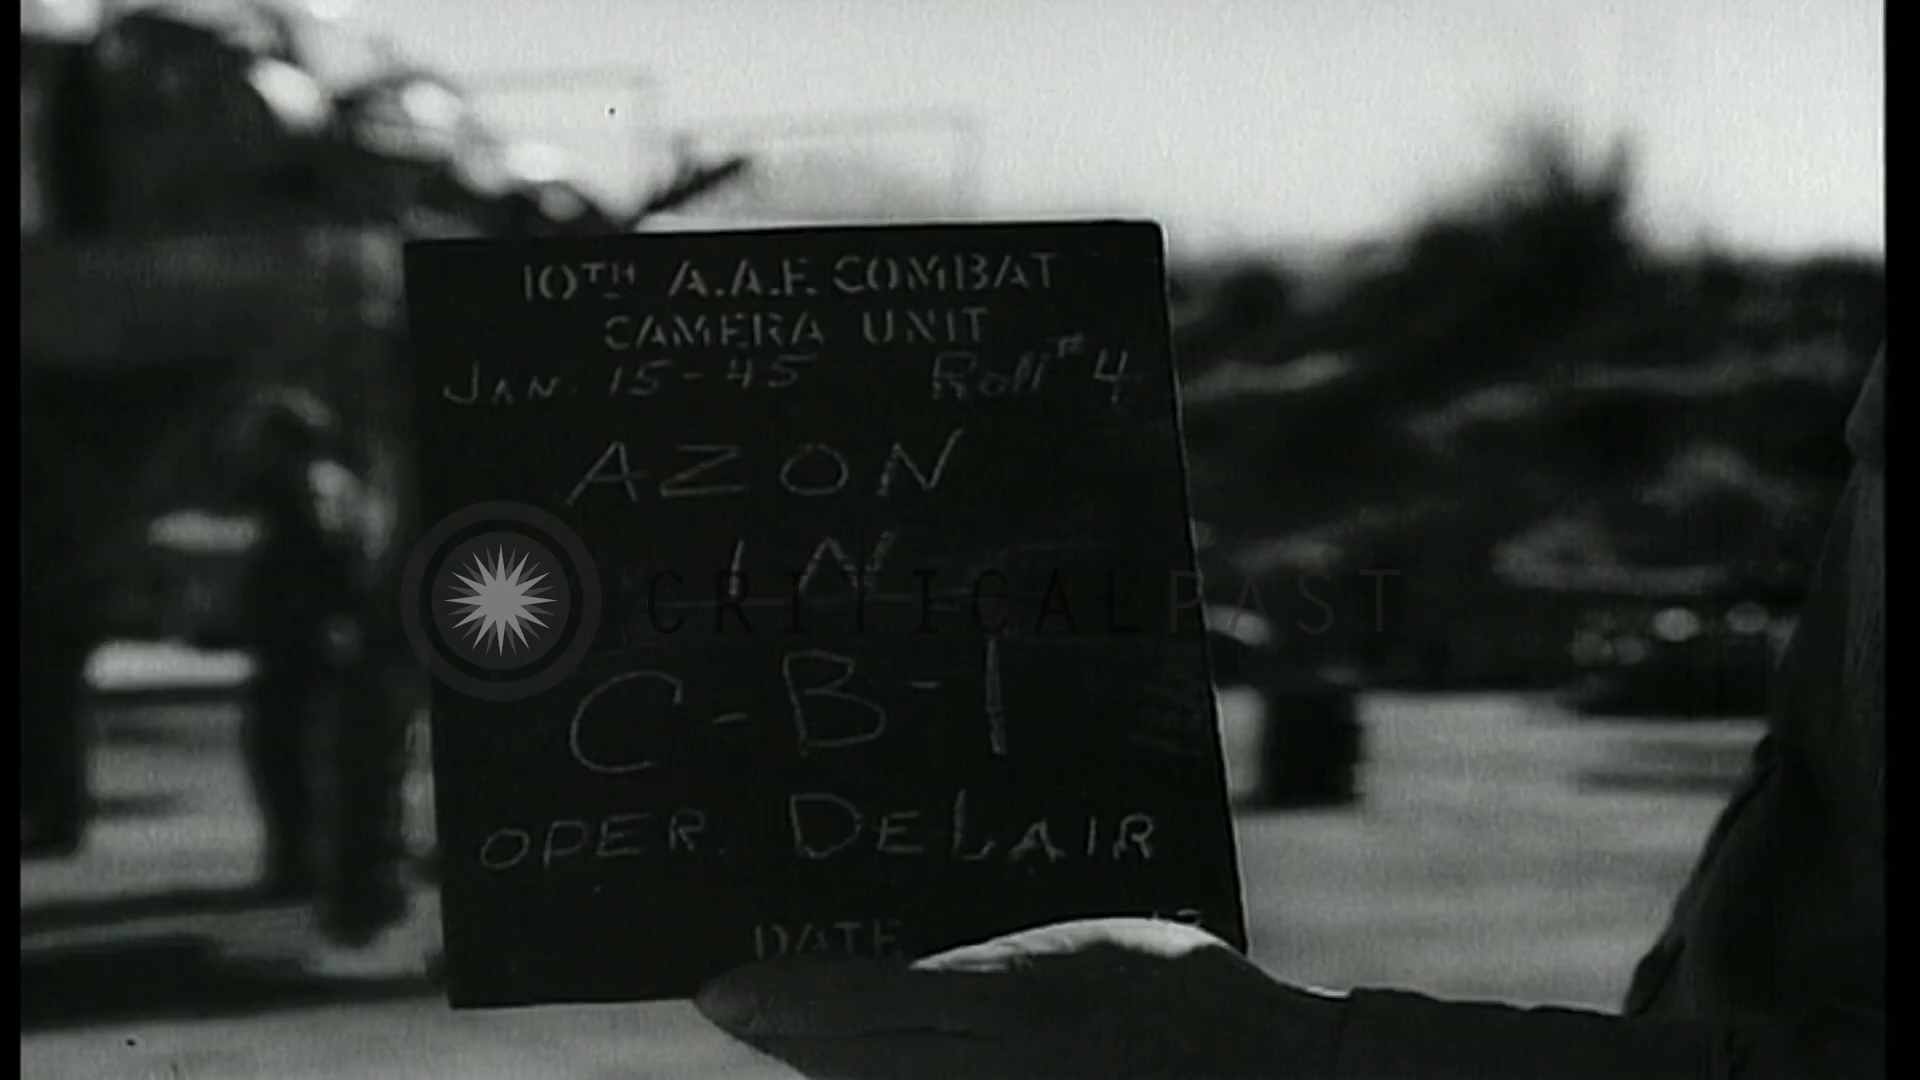 10TH A.A.F. COMBAT
CAMERA UNIT
JAN. 15-45 Roll #4
AZON
IN
CRITICALPAST
C-B-I
OPER. DELAIR
DATE